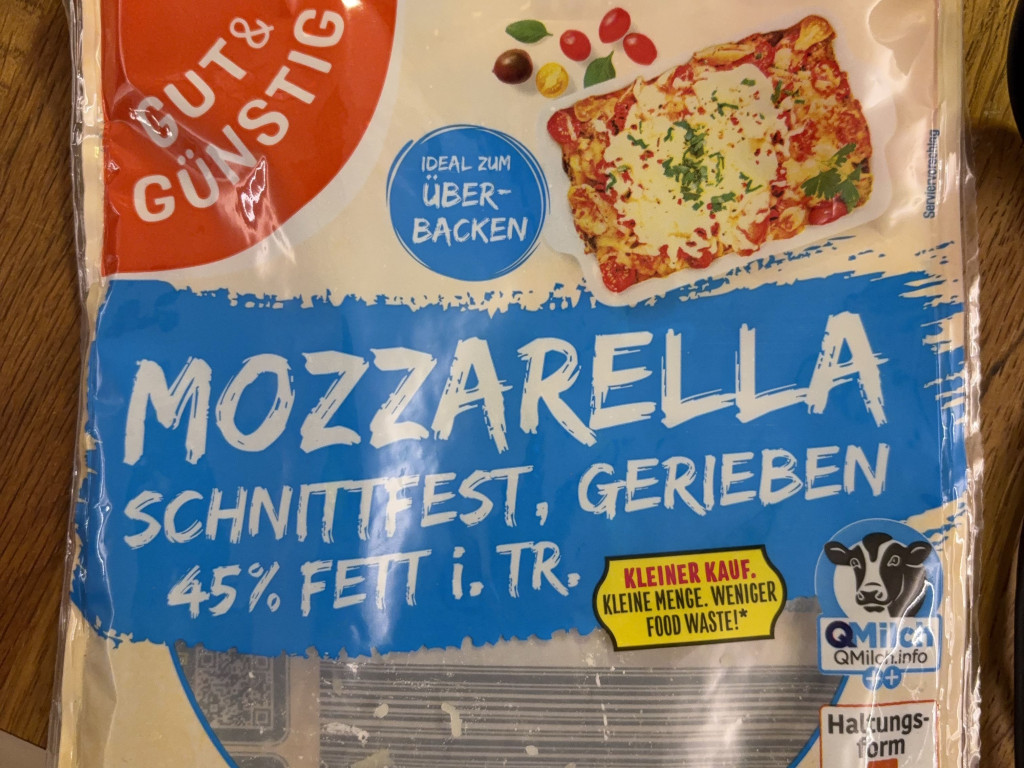 GUT &
GÜNSTIG
IDEAL ZUM
ÜBER-
BACKEN
Serviervorschlag
MOZZARELLA
SCHNITTFEST, GERIEBEN
45% FETT i. TR.
KLEINER KAUF.
KLEINE MENGE. WENIGER
FOOD WASTE!*
QMilch
QMilch.info
++
Haltungs-
form